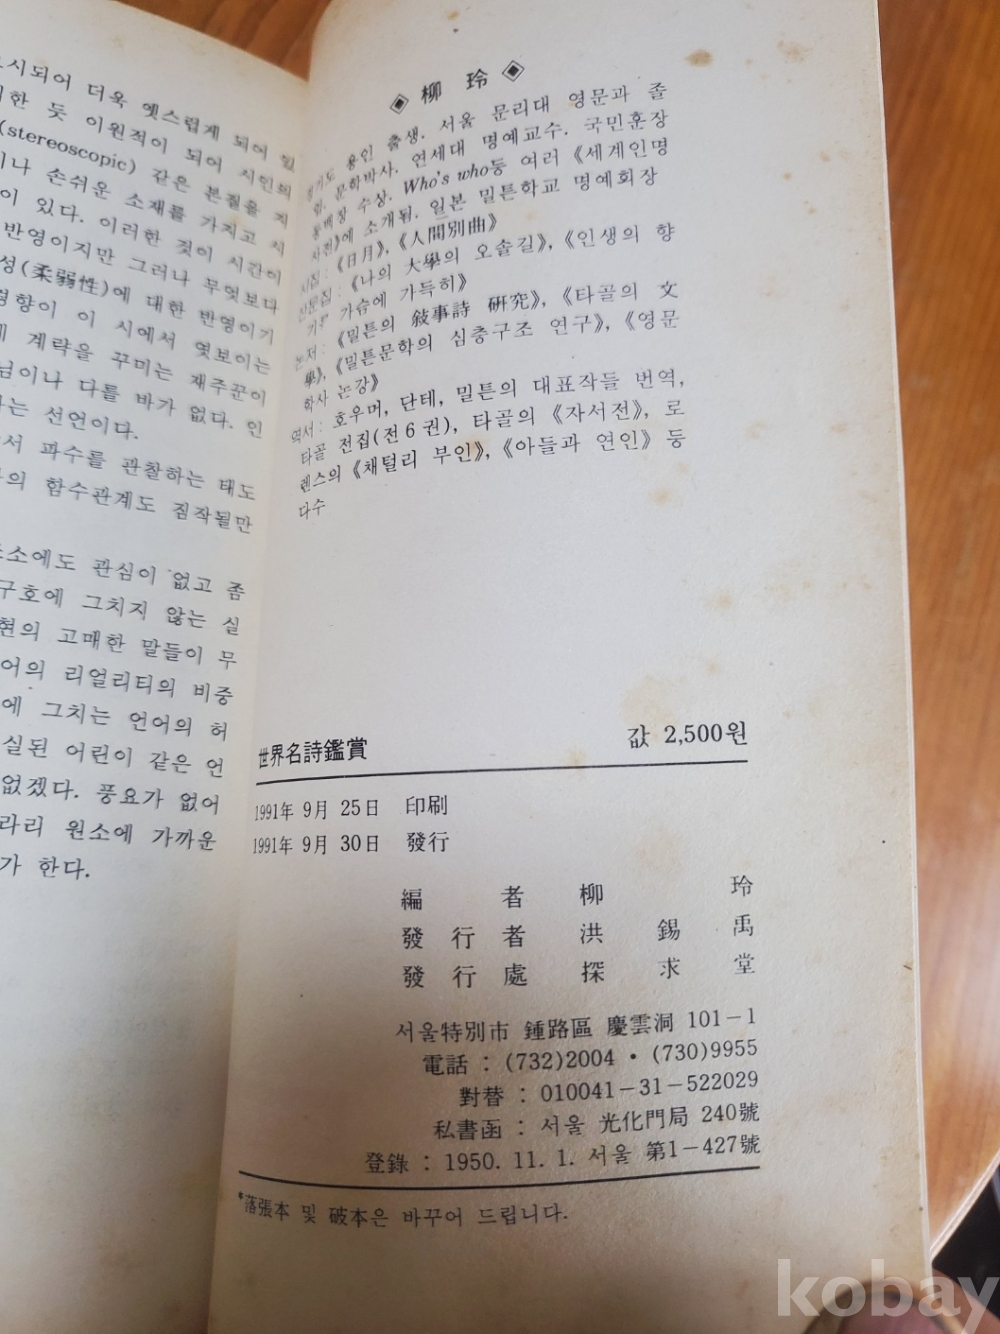 시되어 더욱 옛스럽게 되어 있
한 듯 이원적이 되어 시인의
(stereoscopic) 같은 본질을 지
이나 손쉬운 소재를 가지고 시
이 있다. 이러한 것이 시간이
반영이지만 그러나 무엇보다
성(柔弱性)에 대한 반영이기
경향이 이 시에서 엿보이는
계략을 꾸미는 재주꾼이
님이나 다를 바가 없다. 인
하는 선언이다.
서 파수를 관찰하는 태도
의 함수관계도 짐작될만
소에도 관심이 없고 좀
구호에 그치지 않는 실
현의 고매한 말들이 무
어의 리얼리티의 비중
에 그치는 언어의 허
실된 어린이 같은 언
없겠다. 풍요가 없어
라리 원소에 가까운
가 한다.
◈ 柳 玲 ◈
경기도 용인 출생. 서울 문리대 영문과 졸
업. 문학박사. 연세대 명예교수. 국민훈장
동백장 수상. Who's who등 여러 《세계인명
사전》에 소개됨. 일본 밀튼학교 명예회장
시집 : 《日月》, 《人間別曲》
산문집 : 《나의 大學의 오솔길》, 《인생의 향
기를 가슴에 가득히》
논저 : 《밀튼의 敍事詩 硏究》, 《타골의 文
學》, 《밀튼문학의 심층구조 연구》, 《영문
학사 논강》
역서 : 호우머, 단테, 밀튼의 대표작들 번역,
타골 전집(전6권), 타골의 《자서전》, 로
렌스의 《채털리 부인》, 《아들과 연인》 등
다수
世界名詩鑑賞 값 2,500원
1991年 9月 25日 印刷
1991年 9月 30日 發行
編 者 柳 玲
發 行 者 洪 錫 禹
發 行 處 探 求 堂
서울特別市 鍾路區 慶雲洞 101-1
電話 : (732)2004 · (730)9955
對替 : 010041-31-522029
私書函 : 서울 光化門局 240號
登錄 : 1950. 11. 1. 서울 第1-427號
*落張本 및 破本은 바꾸어 드립니다.
kobay